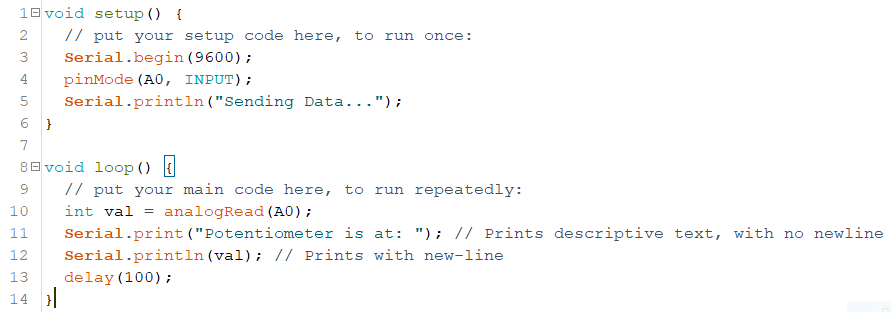 1 void setup() {
2 // put your setup code here, to run once:
3 Serial.begin(9600);
4 pinMode(A0, INPUT);
5 Serial.println("Sending Data...");
6 }
7
8 void loop() {
9 // put your main code here, to run repeatedly:
10 int val = analogRead(A0);
11 Serial.print("Potentiometer is at: "); // Prints descriptive text, with no newline
12 Serial.println(val); // Prints with new-line
13 delay(100);
14 }